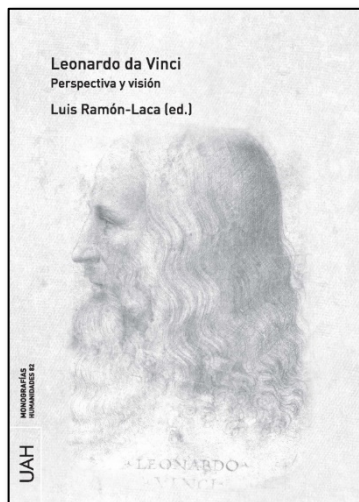 Leonardo da Vinci
Perspectiva y visión
Luis Ramón-Laca (ed.)
MONOGRAFÍAS
HUMANIDADES 82
UAH
LEONARDO
VINCI